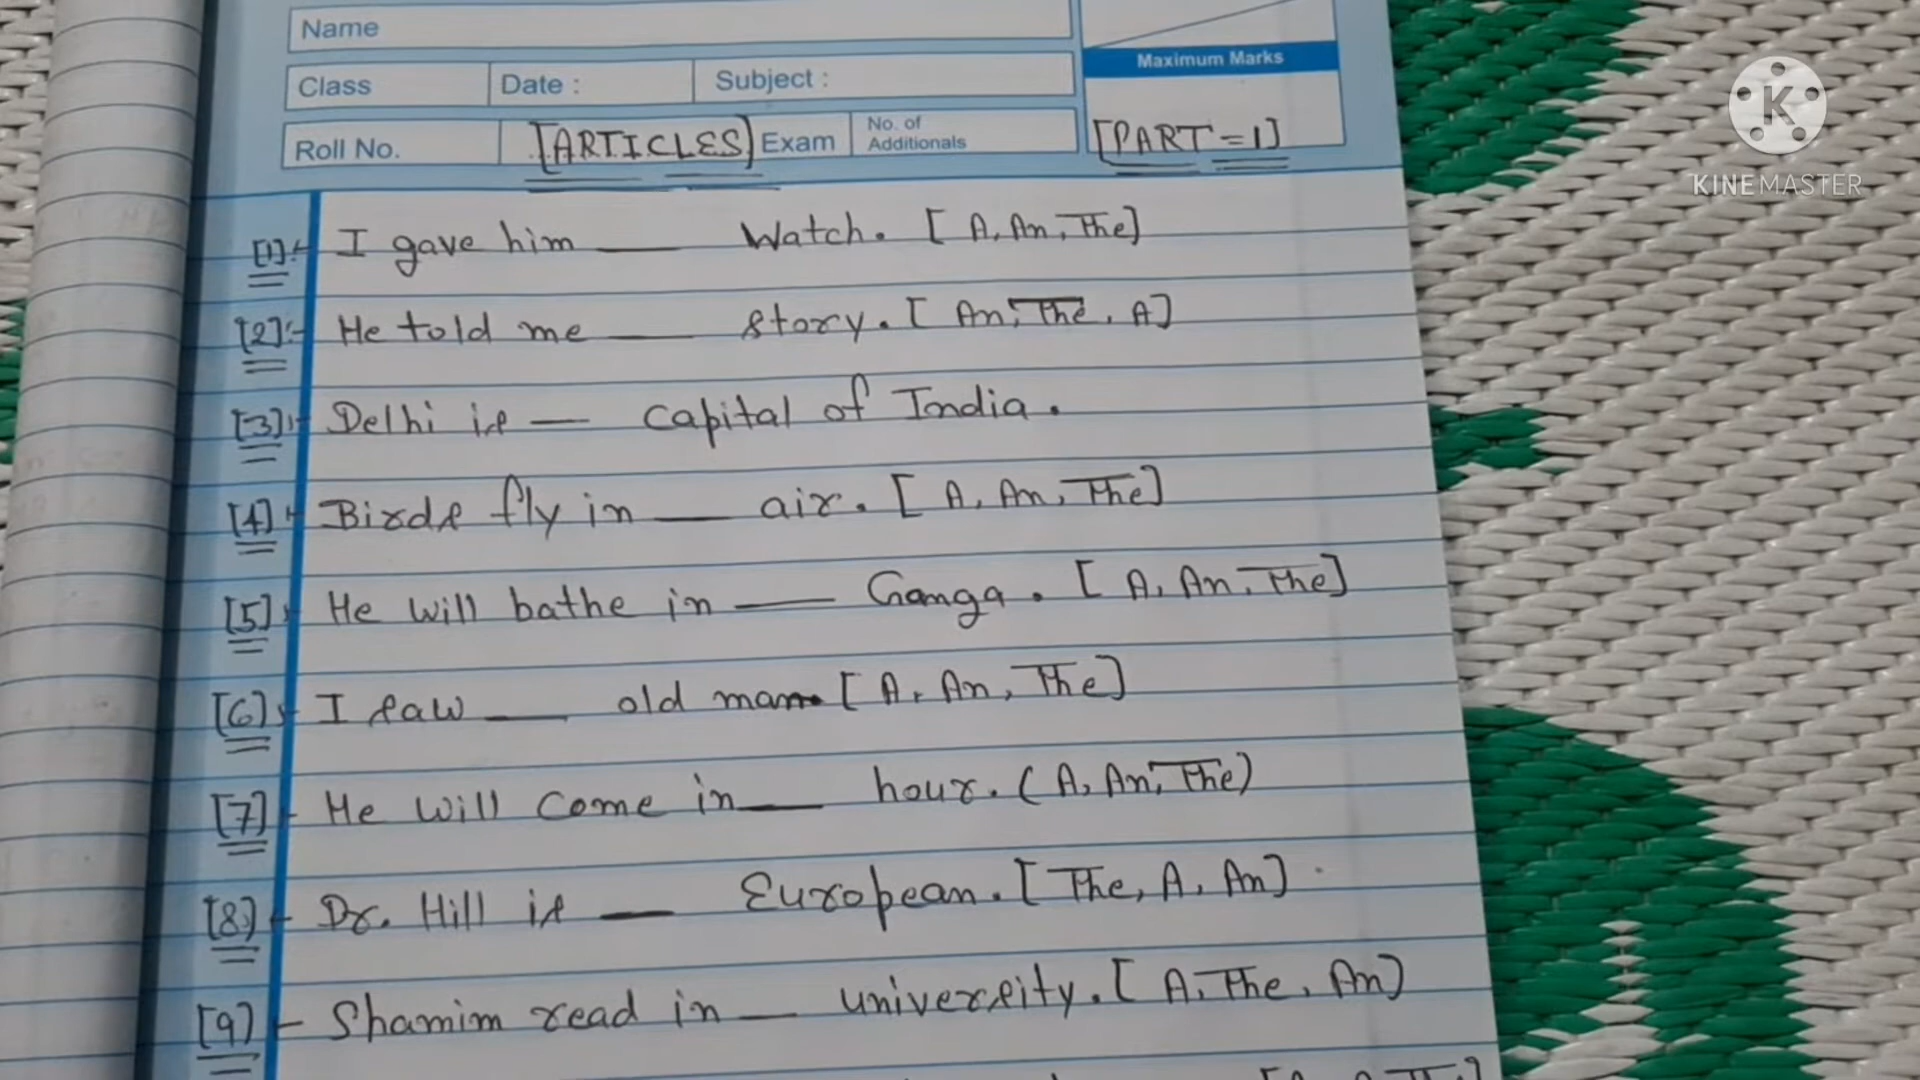 Name
Maximum Marks
Class Date : Subject :
Roll No. [ARTICLES] Exam No. of Additionals [PART=1]
KINEMASTER
[1]:- I gave him ___ Watch. [ A, An, The]
[2]:- He told me ___ story. [ An, The, A]
[3]:- Delhi is ___ Capital of India.
[4]:- Birds fly in ___ air. [ A, An, The]
[5]:- He will bathe in ___ Ganga. [ A, An, The]
[6]:- I saw ___ old man [ A, An, The]
[7]:- He will come in ___ hour. (A, An, The)
[8]:- Dr. Hill is ___ European. [The, A, An]
[9]:- Shamim read in ___ university. [ A, The, An]